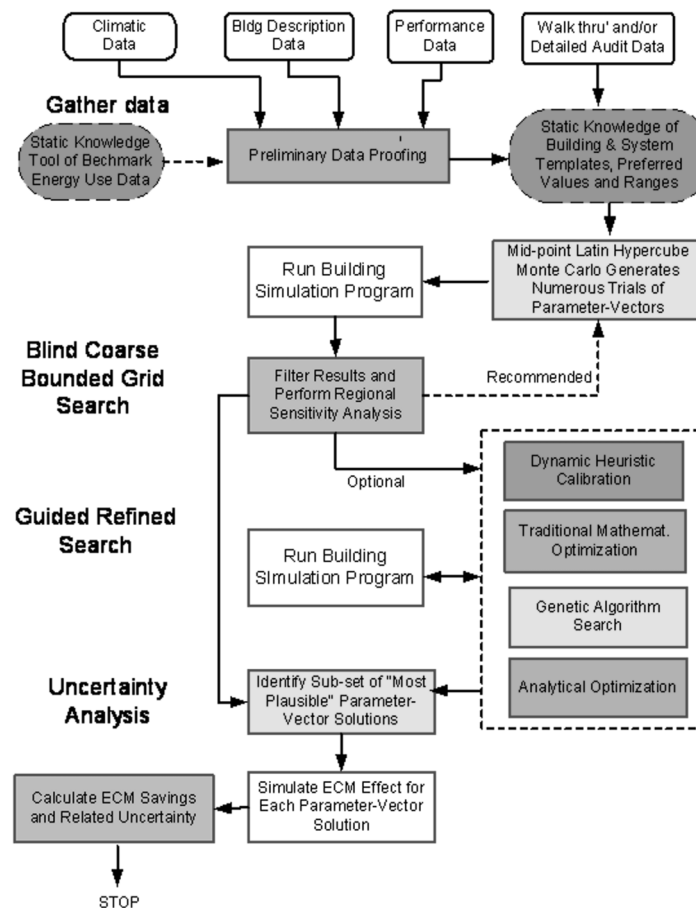 Climatic
Data
Bldg Description
Data
Performance
Data
Walk thru' and/or
Detailed Audit Data
Gather data
Static Knowledge
Tool of Bechmark
Energy Use Data
Preliminary Data Proofing
Static Knowledge of
Building & System
Templates, Preferred
Values and Ranges
Run Building
Simulation Program
Mid-point Latin Hypercube
Monte Carlo Generates
Numerous Trials of
Parameter-Vectors
Blind Coarse
Bounded Grid
Search
Filter Results and
Perform Regional
Sensitivity Analysis
Recommended
Optional
Dynamic Heuristic
Calibration
Guided Refined
Search
Traditional Mathemat.
Optimization
Run Building
SImulation Program
Genetic Algorithm
Search
Analytical Optimization
Uncertainty
Analysis
Identify Sub-set of "Most
Plausible" Parameter-
Vector Solutions
Calculate ECM Savings
and Related Uncertainty
Simulate ECM Effect for
Each Parameter-Vector
Solution
STOP